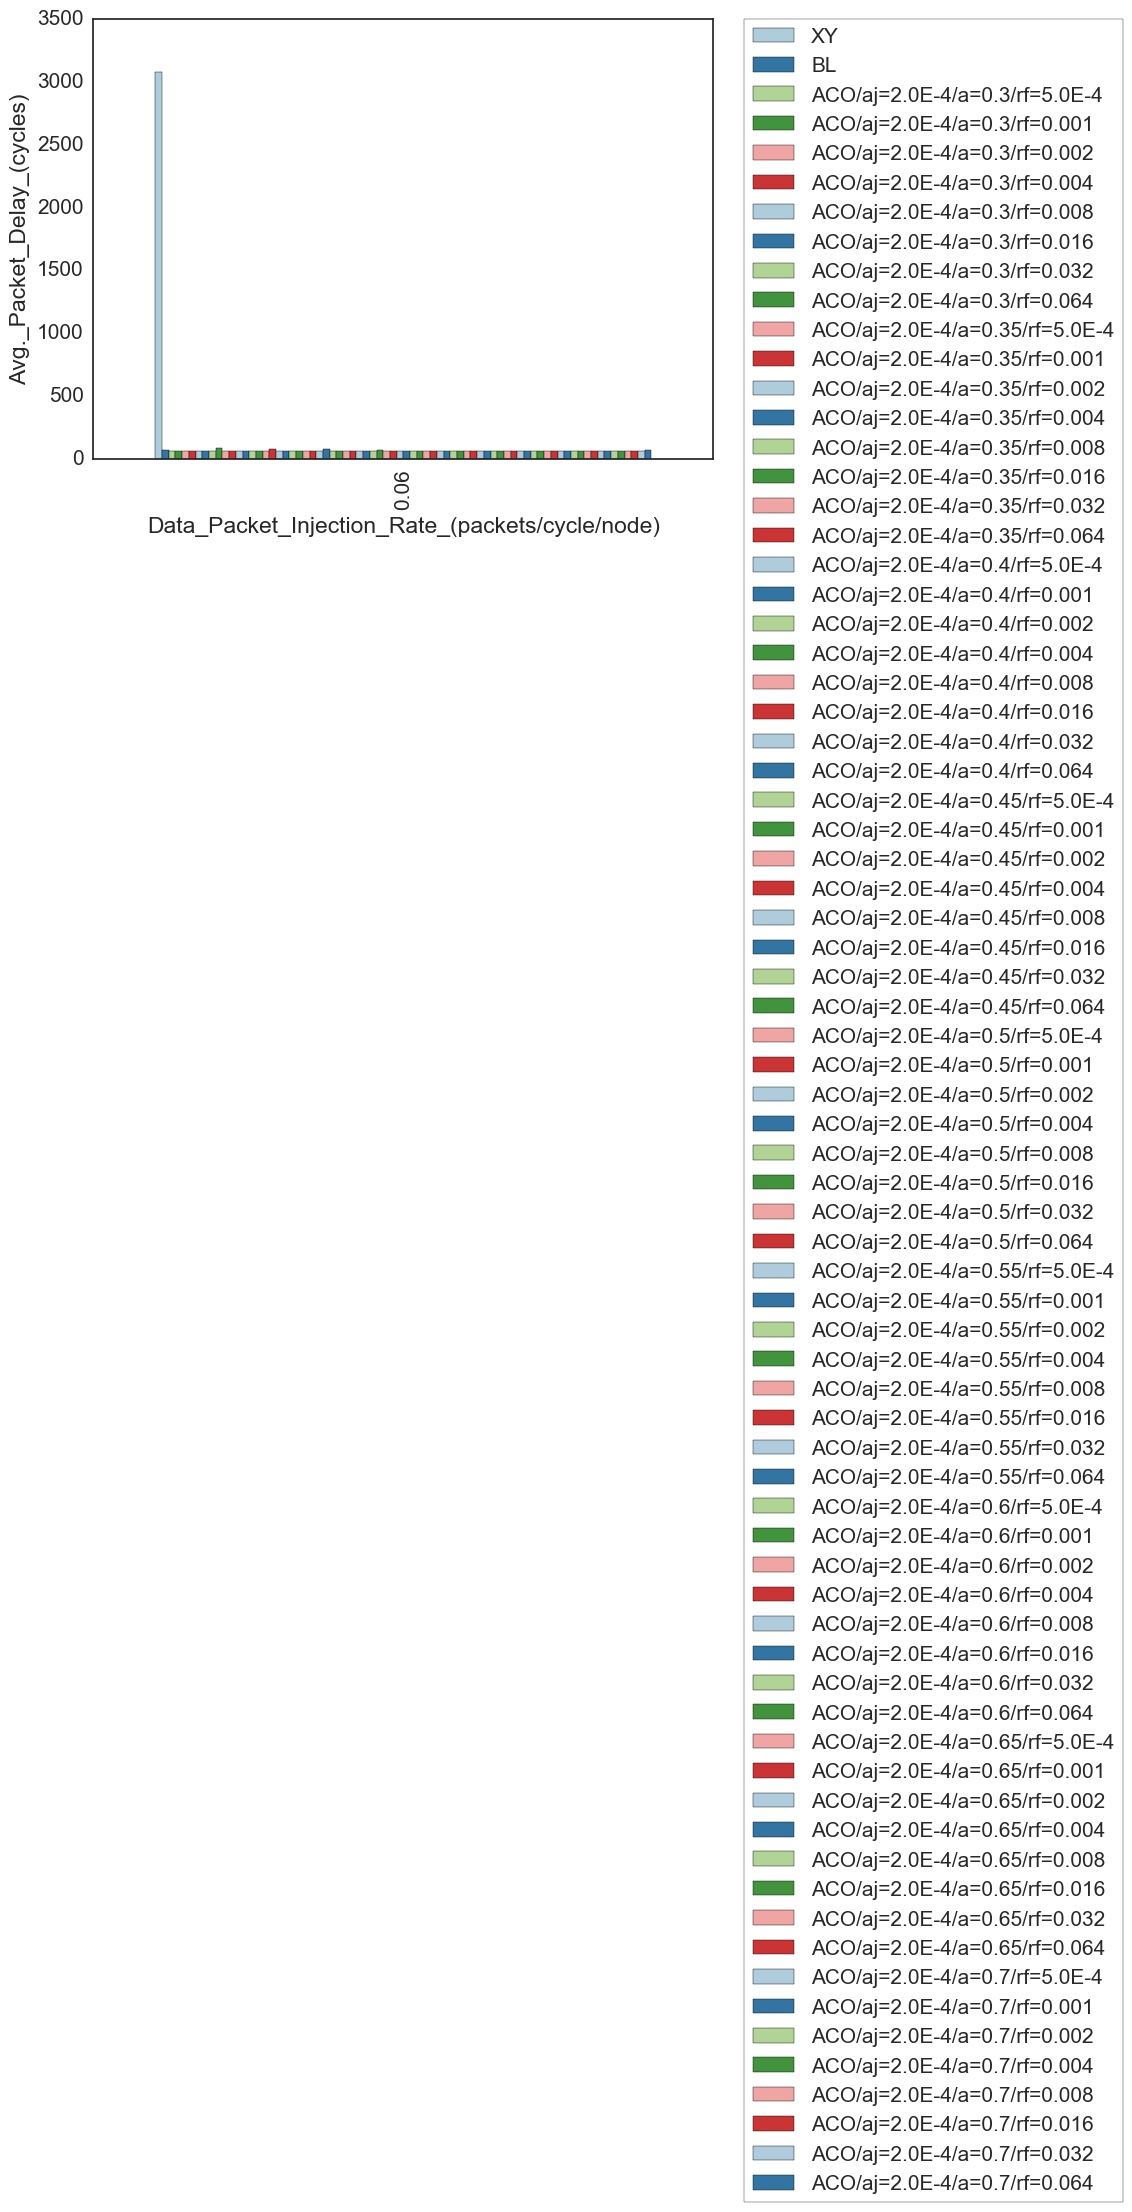 3500
3000
2500
2000
1500
1000
500
0
Avg._Packet_Delay_(cycles)
0.06
Data_Packet_Injection_Rate_(packets/cycle/node)
XY
BL
ACO/aj=2.0E-4/a=0.3/rf=5.0E-4
ACO/aj=2.0E-4/a=0.3/rf=0.001
ACO/aj=2.0E-4/a=0.3/rf=0.002
ACO/aj=2.0E-4/a=0.3/rf=0.004
ACO/aj=2.0E-4/a=0.3/rf=0.008
ACO/aj=2.0E-4/a=0.3/rf=0.016
ACO/aj=2.0E-4/a=0.3/rf=0.032
ACO/aj=2.0E-4/a=0.3/rf=0.064
ACO/aj=2.0E-4/a=0.35/rf=5.0E-4
ACO/aj=2.0E-4/a=0.35/rf=0.001
ACO/aj=2.0E-4/a=0.35/rf=0.002
ACO/aj=2.0E-4/a=0.35/rf=0.004
ACO/aj=2.0E-4/a=0.35/rf=0.008
ACO/aj=2.0E-4/a=0.35/rf=0.016
ACO/aj=2.0E-4/a=0.35/rf=0.032
ACO/aj=2.0E-4/a=0.35/rf=0.064
ACO/aj=2.0E-4/a=0.4/rf=5.0E-4
ACO/aj=2.0E-4/a=0.4/rf=0.001
ACO/aj=2.0E-4/a=0.4/rf=0.002
ACO/aj=2.0E-4/a=0.4/rf=0.004
ACO/aj=2.0E-4/a=0.4/rf=0.008
ACO/aj=2.0E-4/a=0.4/rf=0.016
ACO/aj=2.0E-4/a=0.4/rf=0.032
ACO/aj=2.0E-4/a=0.4/rf=0.064
ACO/aj=2.0E-4/a=0.45/rf=5.0E-4
ACO/aj=2.0E-4/a=0.45/rf=0.001
ACO/aj=2.0E-4/a=0.45/rf=0.002
ACO/aj=2.0E-4/a=0.45/rf=0.004
ACO/aj=2.0E-4/a=0.45/rf=0.008
ACO/aj=2.0E-4/a=0.45/rf=0.016
ACO/aj=2.0E-4/a=0.45/rf=0.032
ACO/aj=2.0E-4/a=0.45/rf=0.064
ACO/aj=2.0E-4/a=0.5/rf=5.0E-4
ACO/aj=2.0E-4/a=0.5/rf=0.001
ACO/aj=2.0E-4/a=0.5/rf=0.002
ACO/aj=2.0E-4/a=0.5/rf=0.004
ACO/aj=2.0E-4/a=0.5/rf=0.008
ACO/aj=2.0E-4/a=0.5/rf=0.016
ACO/aj=2.0E-4/a=0.5/rf=0.032
ACO/aj=2.0E-4/a=0.5/rf=0.064
ACO/aj=2.0E-4/a=0.55/rf=5.0E-4
ACO/aj=2.0E-4/a=0.55/rf=0.001
ACO/aj=2.0E-4/a=0.55/rf=0.002
ACO/aj=2.0E-4/a=0.55/rf=0.004
ACO/aj=2.0E-4/a=0.55/rf=0.008
ACO/aj=2.0E-4/a=0.55/rf=0.016
ACO/aj=2.0E-4/a=0.55/rf=0.032
ACO/aj=2.0E-4/a=0.55/rf=0.064
ACO/aj=2.0E-4/a=0.6/rf=5.0E-4
ACO/aj=2.0E-4/a=0.6/rf=0.001
ACO/aj=2.0E-4/a=0.6/rf=0.002
ACO/aj=2.0E-4/a=0.6/rf=0.004
ACO/aj=2.0E-4/a=0.6/rf=0.008
ACO/aj=2.0E-4/a=0.6/rf=0.016
ACO/aj=2.0E-4/a=0.6/rf=0.032
ACO/aj=2.0E-4/a=0.6/rf=0.064
ACO/aj=2.0E-4/a=0.65/rf=5.0E-4
ACO/aj=2.0E-4/a=0.65/rf=0.001
ACO/aj=2.0E-4/a=0.65/rf=0.002
ACO/aj=2.0E-4/a=0.65/rf=0.004
ACO/aj=2.0E-4/a=0.65/rf=0.008
ACO/aj=2.0E-4/a=0.65/rf=0.016
ACO/aj=2.0E-4/a=0.65/rf=0.032
ACO/aj=2.0E-4/a=0.65/rf=0.064
ACO/aj=2.0E-4/a=0.7/rf=5.0E-4
ACO/aj=2.0E-4/a=0.7/rf=0.001
ACO/aj=2.0E-4/a=0.7/rf=0.002
ACO/aj=2.0E-4/a=0.7/rf=0.004
ACO/aj=2.0E-4/a=0.7/rf=0.008
ACO/aj=2.0E-4/a=0.7/rf=0.016
ACO/aj=2.0E-4/a=0.7/rf=0.032
ACO/aj=2.0E-4/a=0.7/rf=0.064